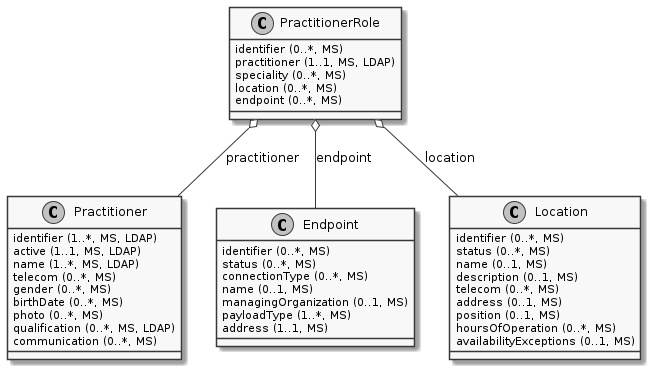 C PractitionerRole
identifier (0..*, MS)
practitioner (1..1, MS, LDAP)
speciality (0..*, MS)
location (0..*, MS)
endpoint (0..*, MS)
practitioner
endpoint
location
C Practitioner
identifier (1..*, MS, LDAP)
active (1..1, MS, LDAP)
name (1..*, MS, LDAP)
telecom (0..*, MS)
gender (0..*, MS)
birthDate (0..*, MS)
photo (0..*, MS)
qualification (0..*, MS, LDAP)
communication (0..*, MS)
C Endpoint
identifier (0..*, MS)
status (0..*, MS)
connectionType (0..*, MS)
name (0..1, MS)
managingOrganization (0..1, MS)
payloadType (1..*, MS)
address (1..1, MS)
C Location
identifier (0..*, MS)
status (0..*, MS)
name (0..1, MS)
description (0..1, MS)
telecom (0..*, MS)
address (0..1, MS)
position (0..1, MS)
hoursOfOperation (0..*, MS)
availabilityExceptions (0..1, MS)